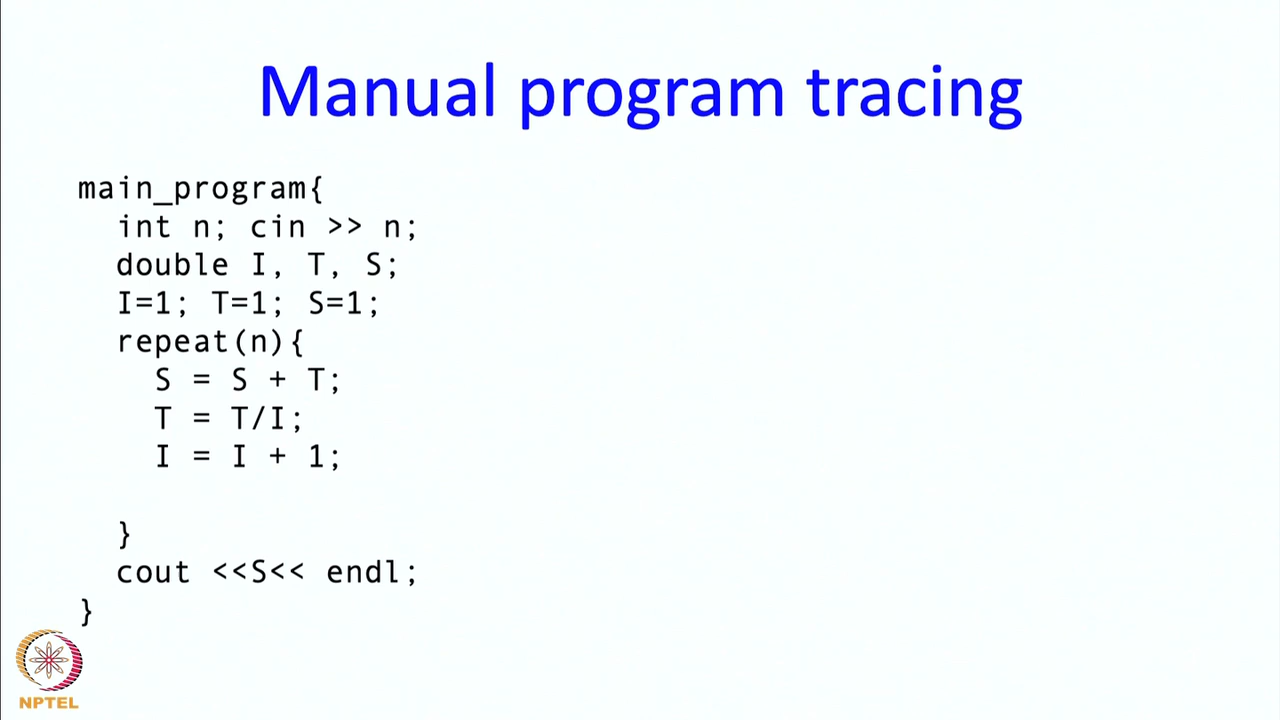 Manual program tracing
main_program{
int n; cin >> n;
double I, T, S;
I=1; T=1; S=1;
repeat(n){
S = S + T;
T = T/I;
I = I + 1;
}
cout <<S<< endl;
}
NPTEL